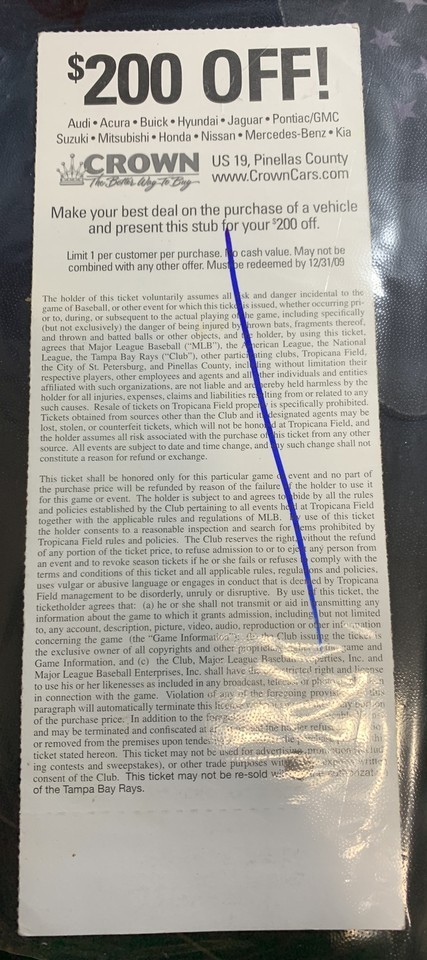 $200 OFF!
Audi • Acura • Buick • Hyundai • Jaguar • Pontiac/GMC
Suzuki • Mitsubishi • Honda • Nissan • Mercedes-Benz • Kia
CROWN
The Better Way To Buy
US 19, Pinellas County
www.CrownCars.com
Make your best deal on the purchase of a vehicle
and present this stub for your $200 off.
Limit 1 per customer per purchase. No cash value. May not be
combined with any other offer. Must be redeemed by 12/31/09
The holder of this ticket voluntarily assumes all risk and danger incidental to the
game of Baseball, or other event for which this ticket is issued, whether occurring pri-
or to, during, or subsequent to the actual playing of the game, including specifically
(but not exclusively) the danger of being injured by thrown bats, fragments thereof,
and thrown and batted balls or other objects, and the holder, by using this ticket,
agrees that Major League Baseball ("MLB"), the American League, the National
League, the Tampa Bay Rays ("Club"), other participating clubs, Tropicana Field,
the City of St. Petersburg, and Pinellas County, including without limitation their
respective players, other employees and agents and all other individuals and entities
affiliated with such organizations, are not liable and are hereby held harmless by the
holder for all injuries, expenses, claims and liabilities resulting from or related to any
such causes. Resale of tickets on Tropicana Field property is specifically prohibited.
Tickets obtained from sources other than the Club and its designated agents may be
lost, stolen, or counterfeit tickets, which will not be honored at Tropicana Field, and
the holder assumes all risk associated with the purchase of this ticket from any other
source. All events are subject to date and time change, and any such change shall not
constitute a reason for refund or exchange.
This ticket shall be honored only for this particular game or event and no part of
the purchase price will be refunded by reason of the failure of the holder to use it
for this game or event. The holder is subject to and agrees to abide by all the rules
and policies established by the Club pertaining to all events held at Tropicana Field
together with the applicable rules and regulations of MLB. By use of this ticket
the holder consents to a reasonable inspection and search for items prohibited by
Tropicana Field rules and policies. The Club reserves the right, without the refund
of any portion of the ticket price, to refuse admission to or to eject any person from
an event and to revoke season tickets if he or she fails or refuses to comply with the
terms and conditions of this ticket and all applicable rules, regulations and policies,
uses vulgar or abusive language or engages in conduct that is deemed by Tropicana
Field management to be disorderly, unruly or disruptive. By use of this ticket, the
ticketholder agrees that: (a) he or she shall not transmit or aid in transmitting any
information about the game to which it grants admission, including but not limited
to, any account, description, picture, video, audio, reproduction or other information
concerning the game (the "Game Information"); (b) the Club issuing the ticket is
the exclusive owner of all copyrights and other proprietary game and
Game Information, and (c) the Club, Major League Baseball Properties, Inc. and
Major League Baseball Enterprises, Inc. shall have the unrestricted right and license
to use his or her likenesses as included in any broadcast, telecast or photo
in connection with the game. Violation of any of the foregoing provisions this
paragraph will automatically terminate this license
of the purchase price. In addition to the foregoing
and may be terminated and confiscated at and the holder refused
or removed from the premises upon tender the
ticket stated hereon. This ticket may not be used for advertising, promotion (includ-
ing contests and sweepstakes), or other trade purposes without express written
consent of the Club. This ticket may not be re-sold authorization
of the Tampa Bay Rays.